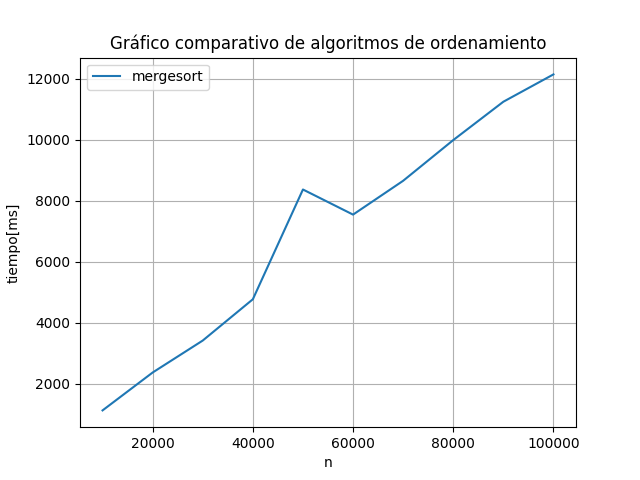 Gráfico comparativo de algoritmos de ordenamiento
mergesort
12000
10000
8000
6000
4000
2000
tiempo[ms]
20000 40000 60000 80000 100000
n